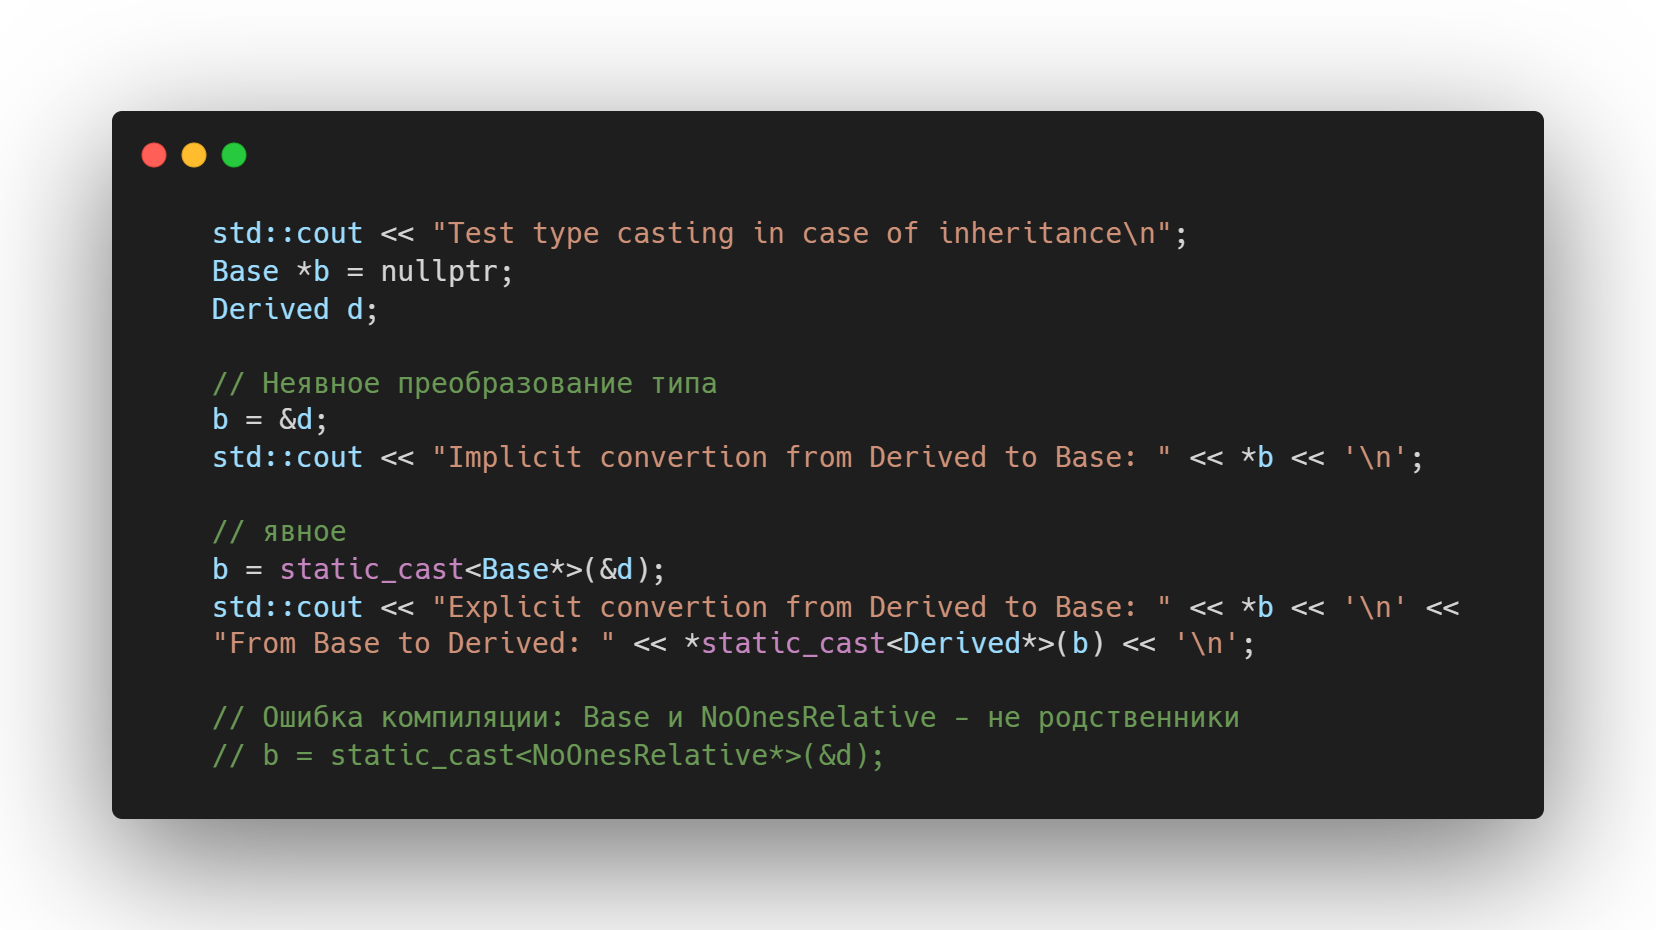 std::cout << "Test type casting in case of inheritance\n";
Base *b = nullptr;
Derived d;
// Неявное преобразование типа
b = &d;
std::cout << "Implicit convertion from Derived to Base: " << *b << '\n';
// явное
b = static_cast<Base*>(&d);
std::cout << "Explicit convertion from Derived to Base: " << *b << '\n' <<
"From Base to Derived: " << *static_cast<Derived*>(b) << '\n';
// Ошибка компиляции: Base и NoOnesRelative - не родственники
// b = static_cast<NoOnesRelative*>(&d);